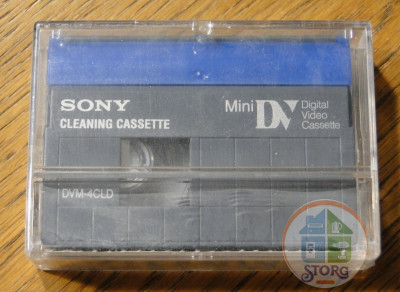 SONY
CLEANING CASSETTE
Mini DV Digital
Video
Cassette
DVM-4CLD
STORG